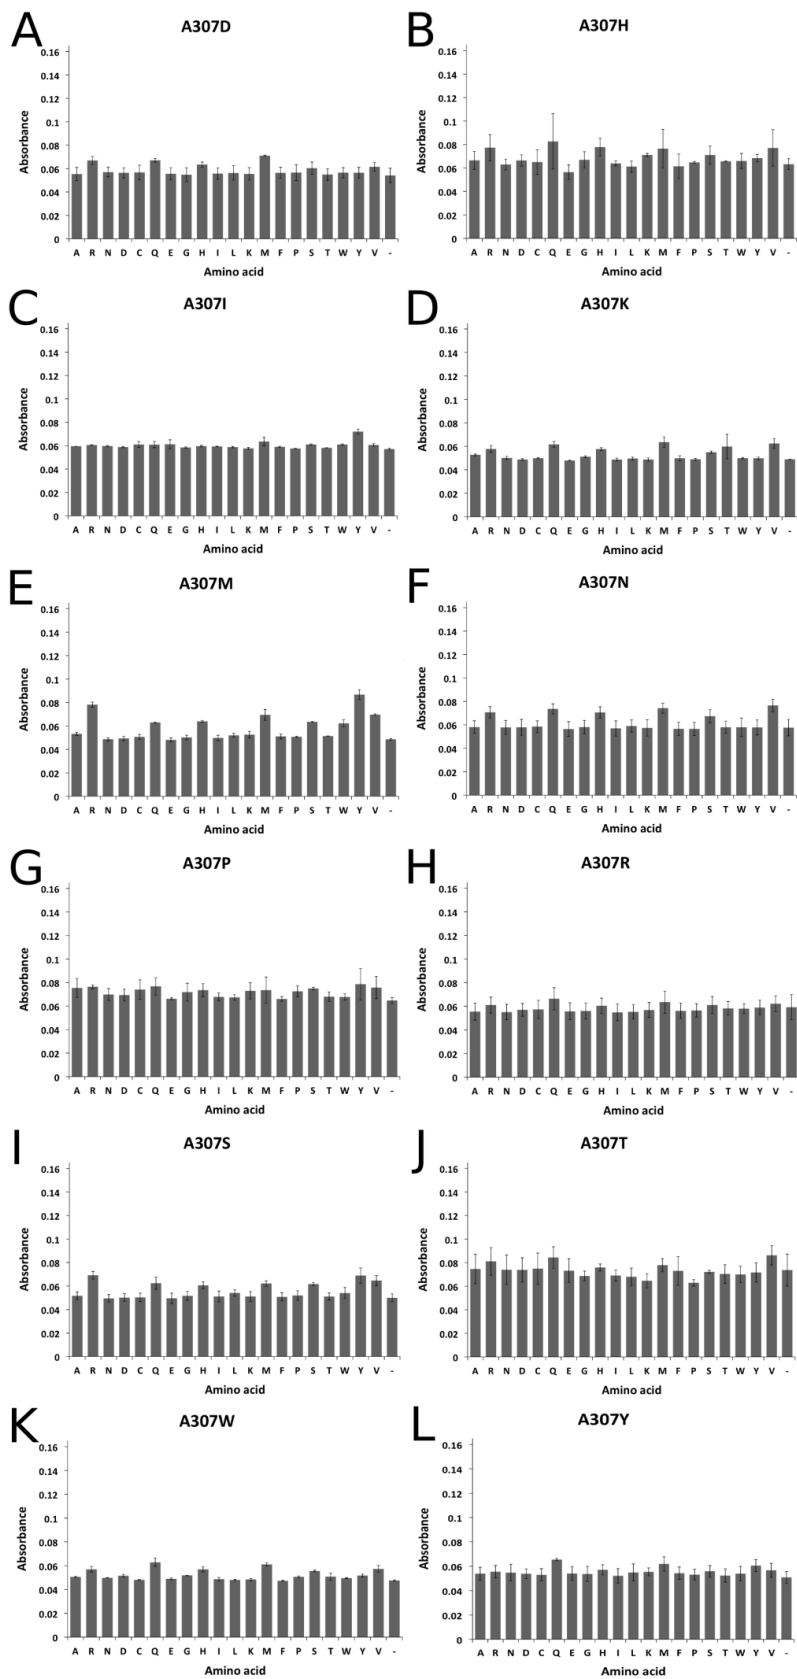 A
A307D
Absorbance
0.16
0.14
0.12
0.1
0.08
0.06
0.04
0.02
0
A R N D C Q E G H I L K M F P S T W Y V -
Amino acid
B
A307H
Absorbance
0.16
0.14
0.12
0.1
0.08
0.06
0.04
0.02
0
A R N D C Q E G H I L K M F P S T W Y V -
Amino acid
C
A307I
Absorbance
0.16
0.14
0.12
0.1
0.08
0.06
0.04
0.02
0
A R N D C Q E G H I L K M F P S T W Y V -
Amino acid
D
A307K
Absorbance
0.16
0.14
0.12
0.1
0.08
0.06
0.04
0.02
0
A R N D C Q E G H I L K M F P S T W Y V -
Amino acid
E
A307M
Absorbance
0.16
0.14
0.12
0.1
0.08
0.06
0.04
0.02
0
A R N D C Q E G H I L K M F P S T W Y V -
Amino acid
F
A307N
Absorbance
0.16
0.14
0.12
0.1
0.08
0.06
0.04
0.02
0
A R N D C Q E G H I L K M F P S T W Y V -
Amino acid
G
A307P
Absorbance
0.16
0.14
0.12
0.1
0.08
0.06
0.04
0.02
0
A R N D C Q E G H I L K M F P S T W Y V -
Amino acid
H
A307R
Absorbance
0.16
0.14
0.12
0.1
0.08
0.06
0.04
0.02
0
A R N D C Q E G H I L K M F P S T W Y V -
Amino acid
I
A307S
Absorbance
0.16
0.14
0.12
0.1
0.08
0.06
0.04
0.02
0
A R N D C Q E G H I L K M F P S T W Y V -
Amino acid
J
A307T
Absorbance
0.16
0.14
0.12
0.1
0.08
0.06
0.04
0.02
0
A R N D C Q E G H I L K M F P S T W Y V -
Amino acid
K
A307W
Absorbance
0.16
0.14
0.12
0.1
0.08
0.06
0.04
0.02
0
A R N D C Q E G H I L K M F P S T W Y V -
Amino acid
L
A307Y
Absorbance
0.16
0.14
0.12
0.1
0.08
0.06
0.04
0.02
0
A R N D C Q E G H I L K M F P S T W Y V -
Amino acid